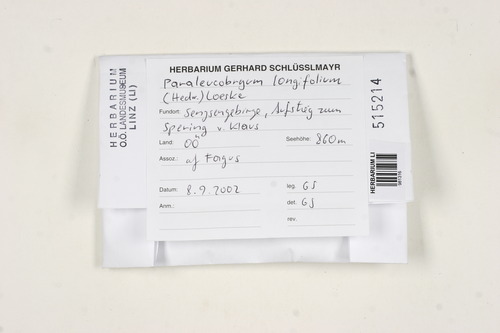 HERBARIUM
O.Ö. LANDESMUSEUM
LINZ (LI)
HERBARIUM GERHARD SCHLÜSSLMAYR
Paraleucobryum longifolium
(Hedw.) Loeske
Fundort: Sengsengebirge, Aufstieg zum
Spering v. Klaus
Land: OÖ Seehöhe: 860m
Assoz.: af Fagus
Datum: 8.9.2002 leg. GS
Anm.: det. GS
rev.
515214
HERBARIUM LI